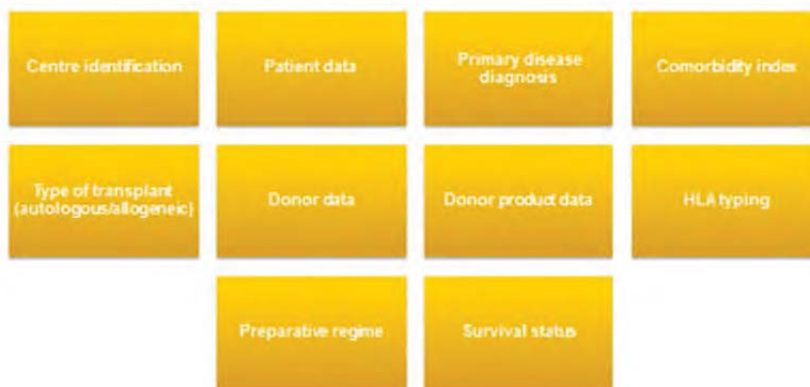 Centre identification
Patient data
Primary disease
diagnosis
Comorbidity index
Type of transplant
(autologous/allogeneic)
Donor data
Donor product data
HLA typing
Preparative regime
Survival status